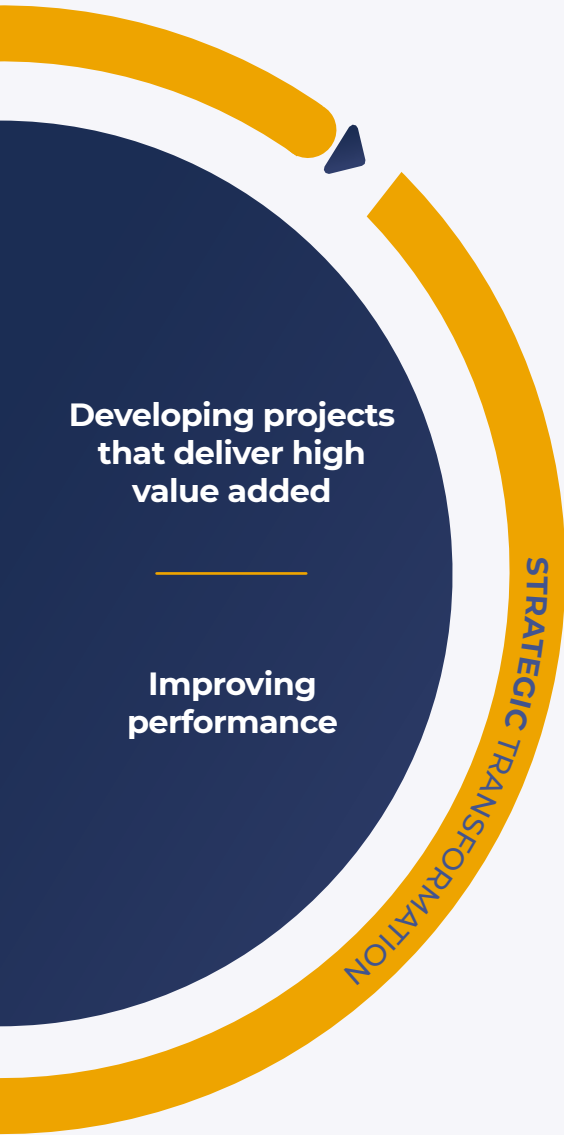 Developing projects
that deliver high
value added
Improving
performance
STRATEGIC TRANSFORMATION